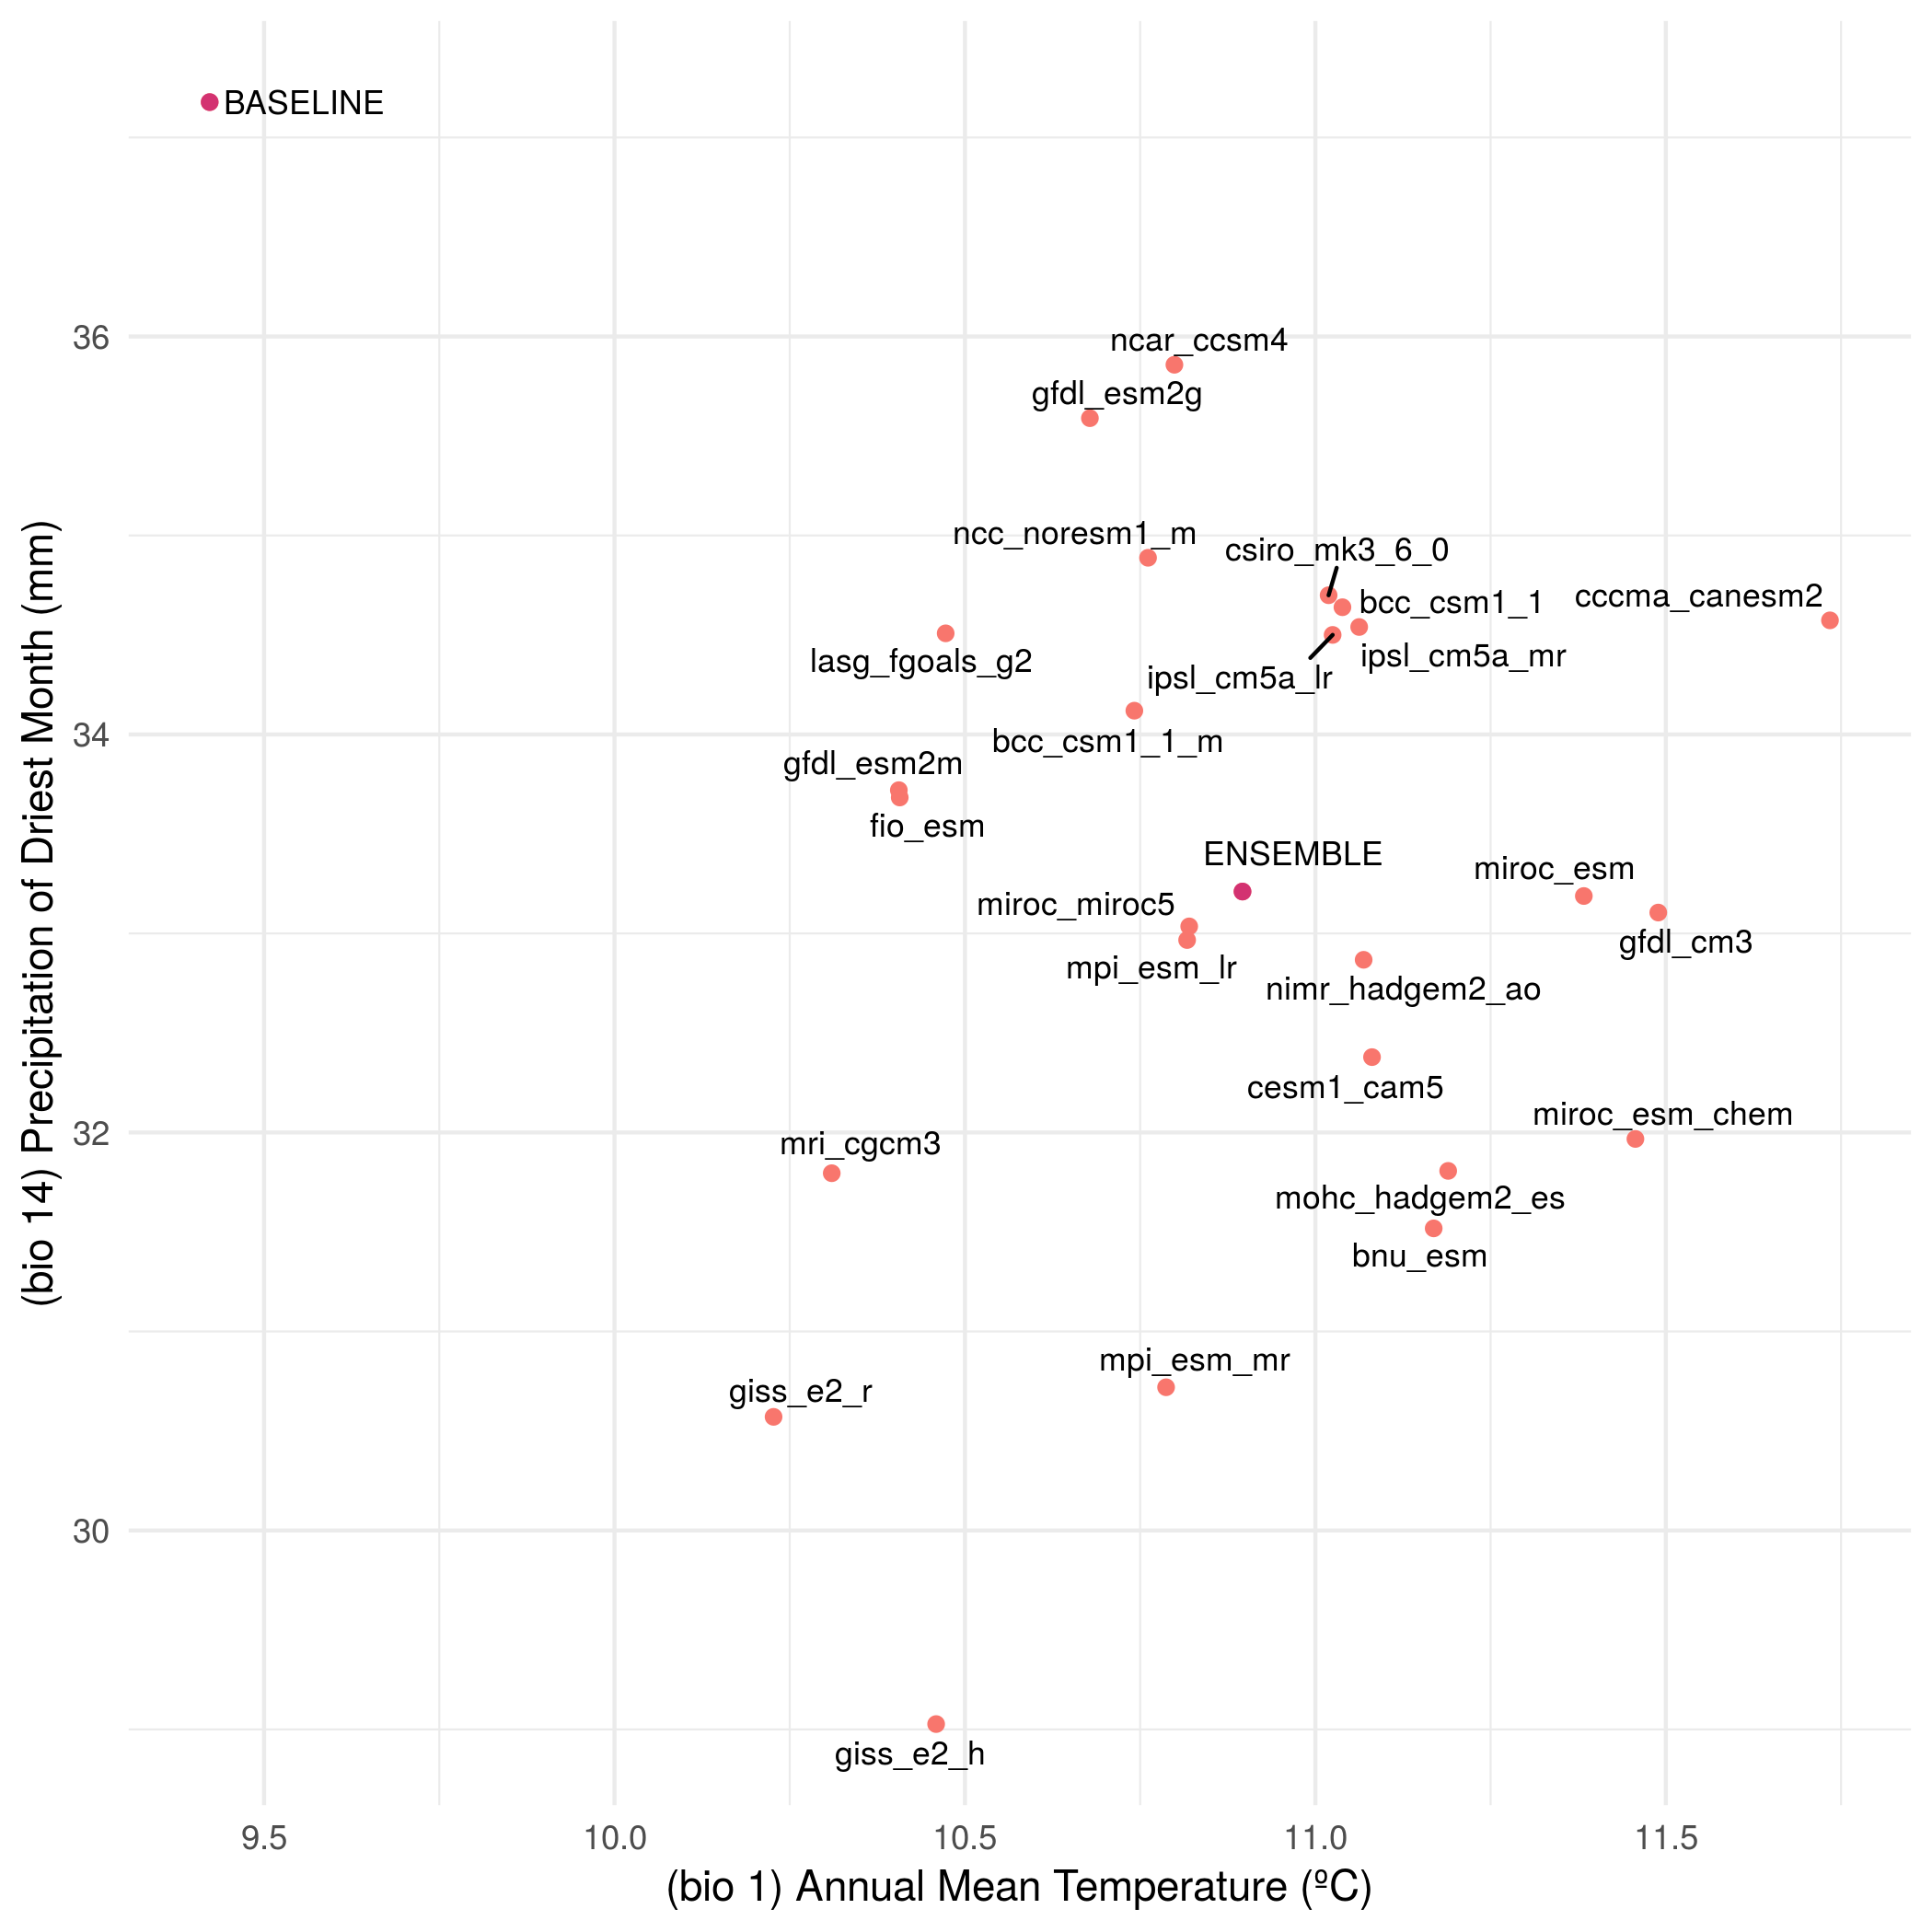 BASELINE
36
ncar_ccsm4
gfdl_esm2g
ncc_noresm1_m
csiro_mk3_6_0
cccma_canesm2
bcc_csm1_1
lasg_fgoals_g2
ipsl_cm5a_mr
ipsl_cm5a_lr
34
bcc_csm1_1_m
gfdl_esm2m
fio_esm
ENSEMBLE
miroc_esm
miroc_miroc5
gfdl_cm3
mpi_esm_lr
nimr_hadgem2_ao
cesm1_cam5
miroc_esm_chem
32
mri_cgcm3
mohc_hadgem2_es
bnu_esm
mpi_esm_mr
giss_e2_r
30
giss_e2_h
(bio 14) Precipitation of Driest Month (mm)
9.5 10.0 10.5 11.0 11.5
(bio 1) Annual Mean Temperature (ºC)